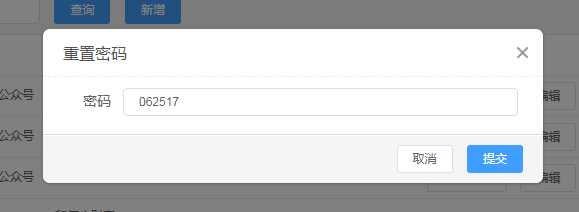 查询 新增
重置密码
公众号
密码 062517
编辑
公众号
公众号
取消 提交
编辑